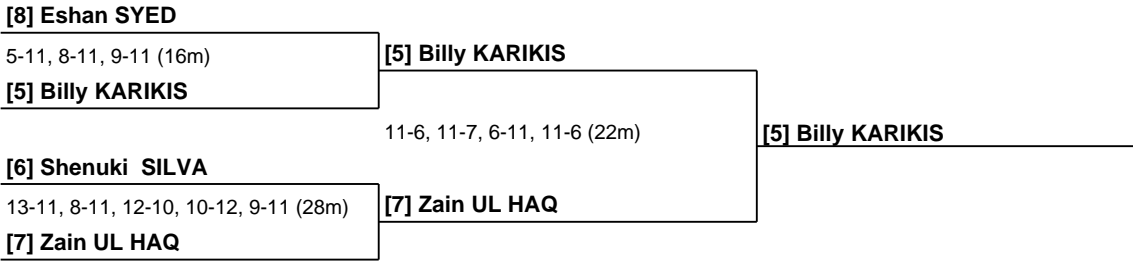 [8] Eshan SYED
5-11, 8-11, 9-11 (16m)
[5] Billy KARIKIS
[5] Billy KARIKIS
11-6, 11-7, 6-11, 11-6 (22m)
[5] Billy KARIKIS
[6] Shenuki  SILVA
13-11, 8-11, 12-10, 10-12, 9-11 (28m)
[7] Zain UL HAQ
[7] Zain UL HAQ